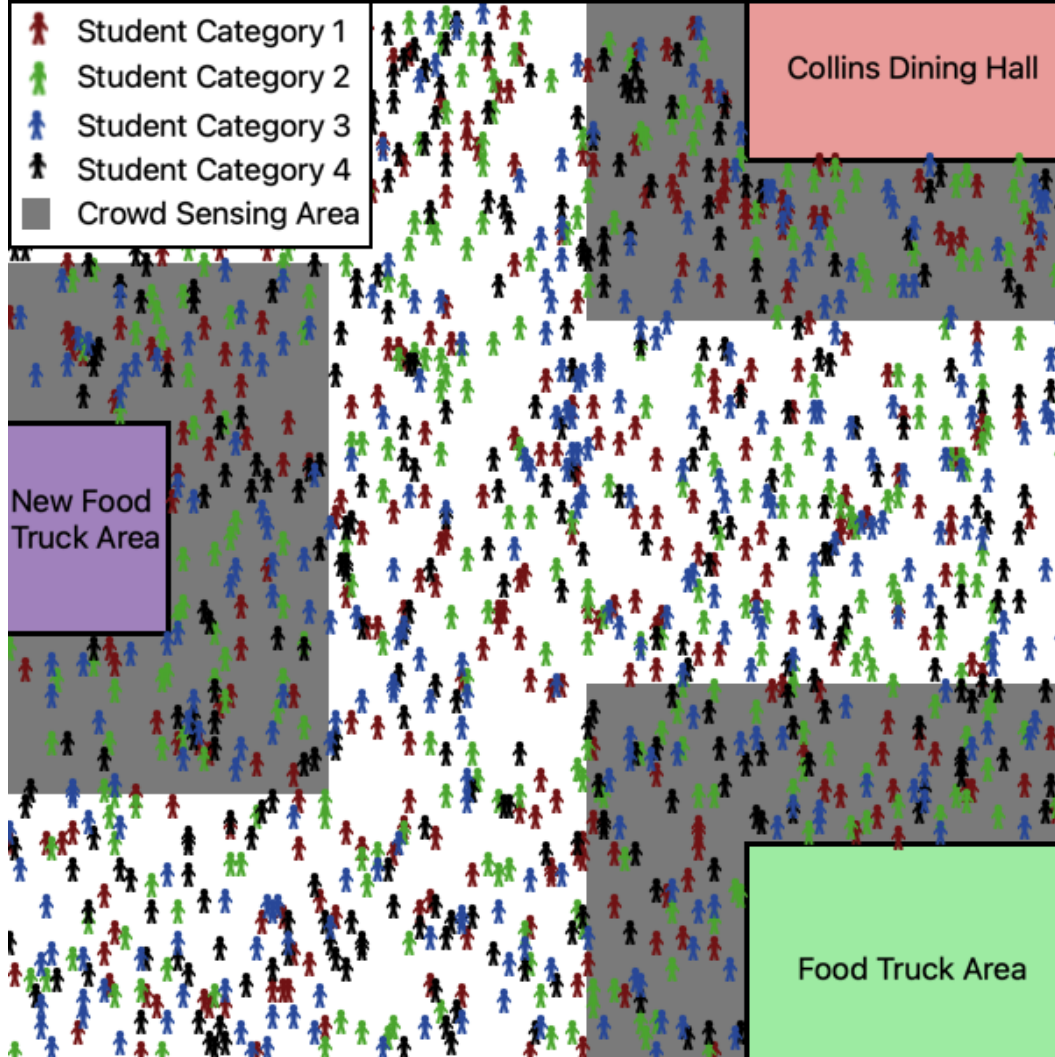 Student Category 1
Student Category 2
Student Category 3
Student Category 4
Crowd Sensing Area
Collins Dining Hall
New Food
Truck Area
Food Truck Area